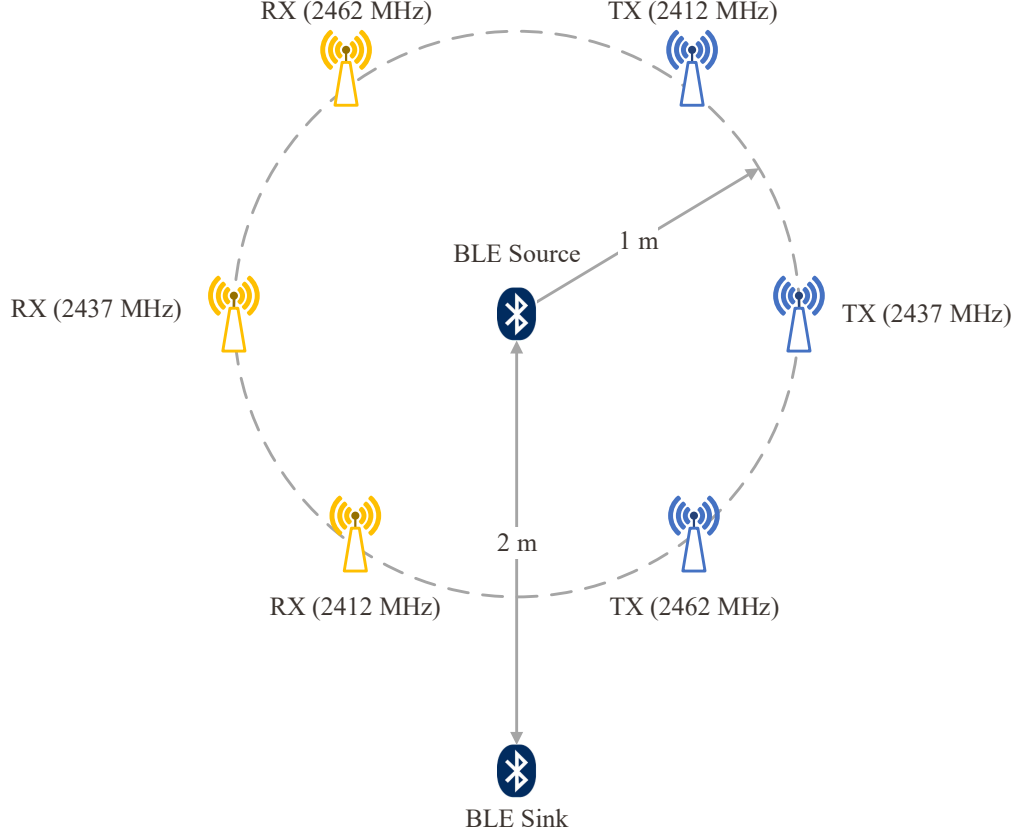 RX (2462 MHz)
TX (2412 MHz)
1 m
BLE Source
RX (2437 MHz)
TX (2437 MHz)
2 m
RX (2412 MHz)
TX (2462 MHz)
BLE Sink